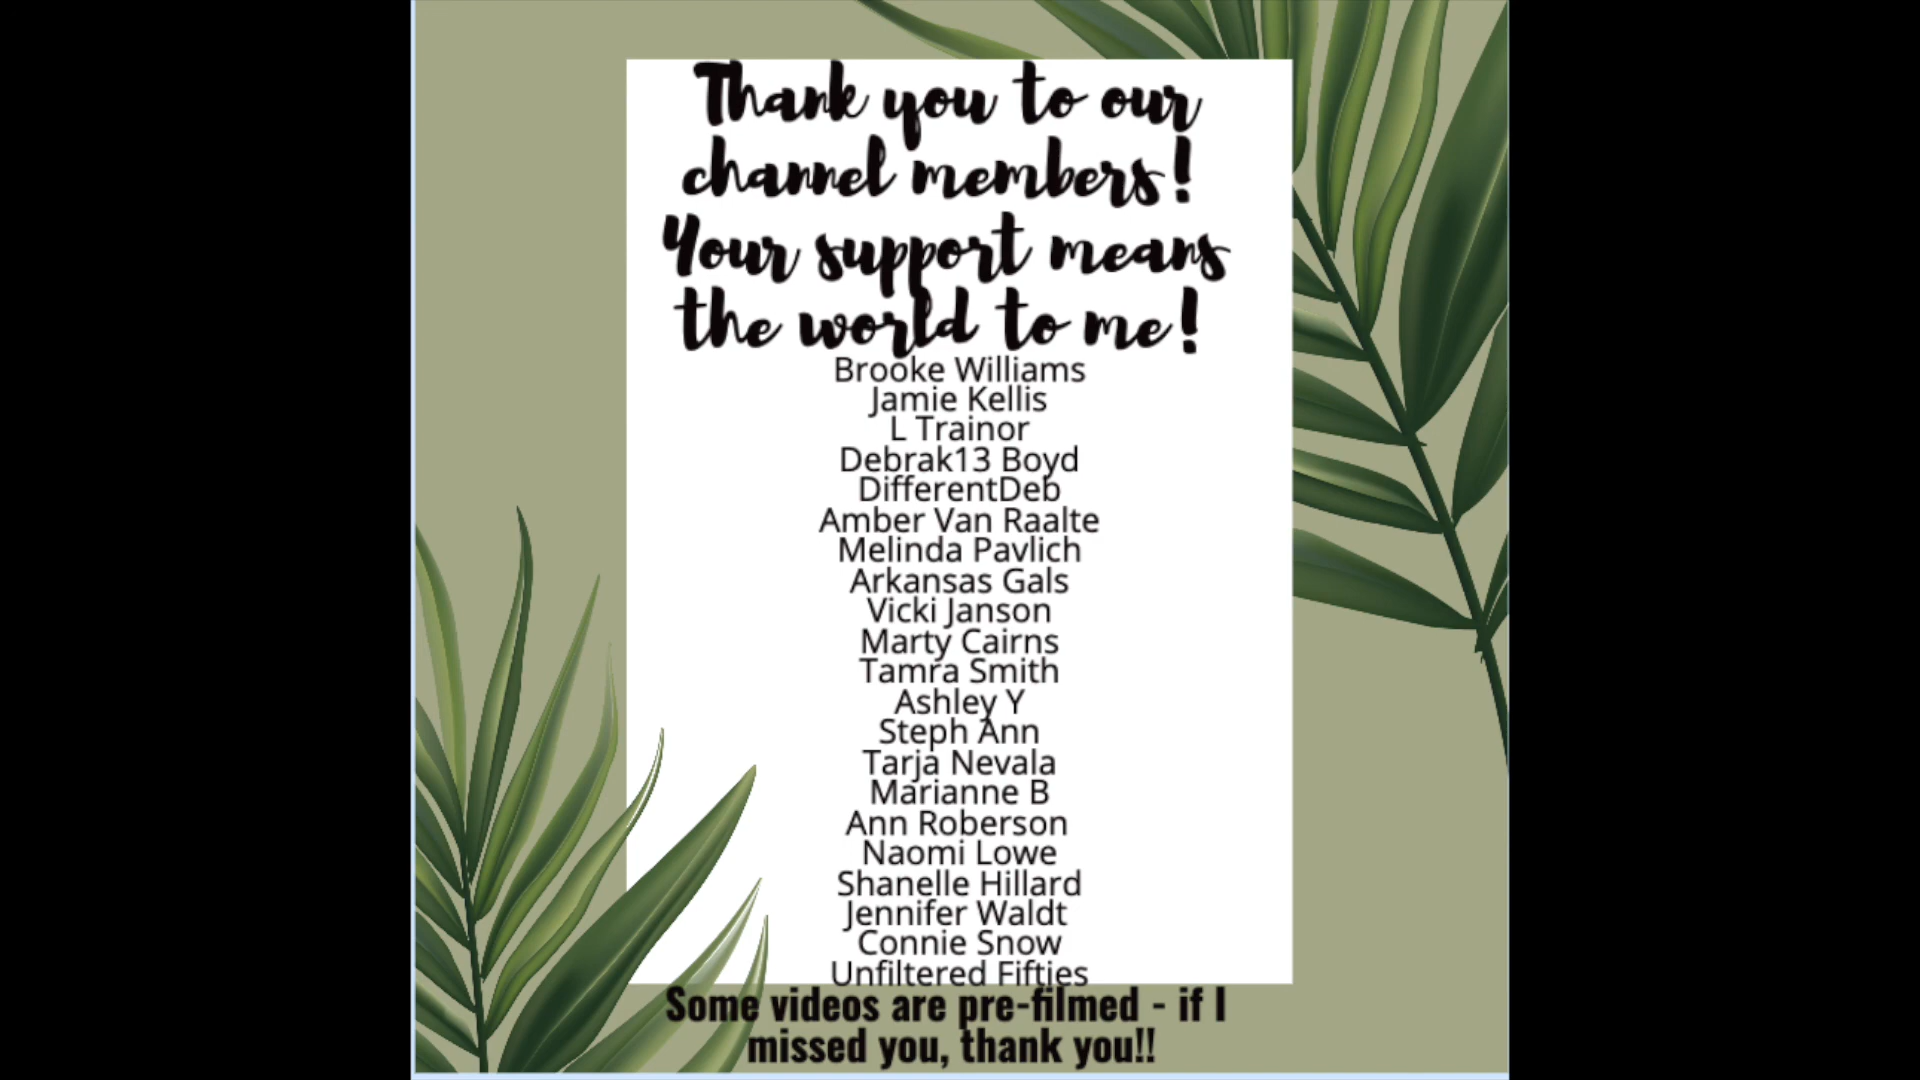 Thank you to our
channel members!
Your support means
the world to me!
Brooke Williams
Jamie Kellis
L Trainor
Debrak13 Boyd
DifferentDeb
Amber Van Raalte
Melinda Pavlich
Arkansas Gals
Vicki Janson
Marty Cairns
Tamra Smith
Ashley Y
Steph Ann
Tarja Nevala
Marianne B
Ann Roberson
Naomi Lowe
Shanelle Hillard
Jennifer Waldt
Connie Snow
Unfiltered Fifties
Some videos are pre-filmed - if I
missed you, thank you!!